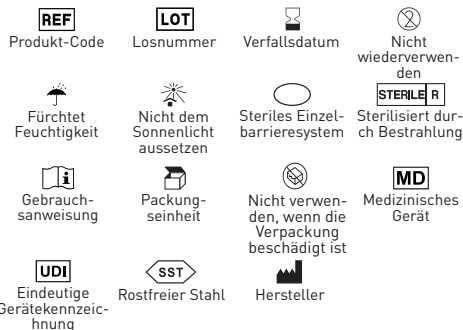 REF
LOT
Produkt-Code
Losnummer
Verfallsdatum
Nicht
wiederverwen-
den
2
STERILE R
Fürchtet
Feuchtigkeit
Nicht dem
Sonnenlicht
aussetzen
Steriles Einzel-
barrieresystem
Sterilisiert dur-
ch Bestrahlung
i
Gebrauch-
sanweisung
Packung-
seinheit
Nicht verwen-
den, wenn die
Verpackung
beschädigt ist
MD
Medizinisches
Gerät
UDI
Eindeutige
Gerätekennzeic-
hnung
SST
Rostfreier Stahl
Hersteller